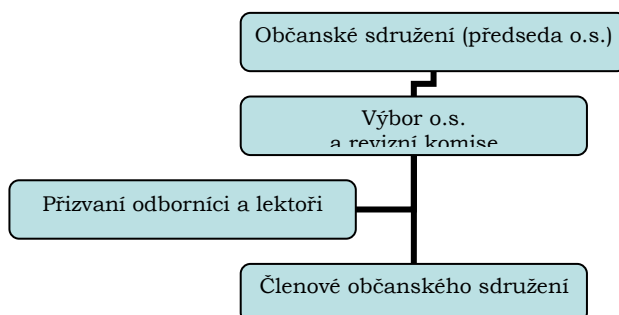 Občanské sdružení (předseda o.s.)
Výbor o.s.
a revizní komise
Přizvaní odborníci a lektoři
Členové občanského sdružení